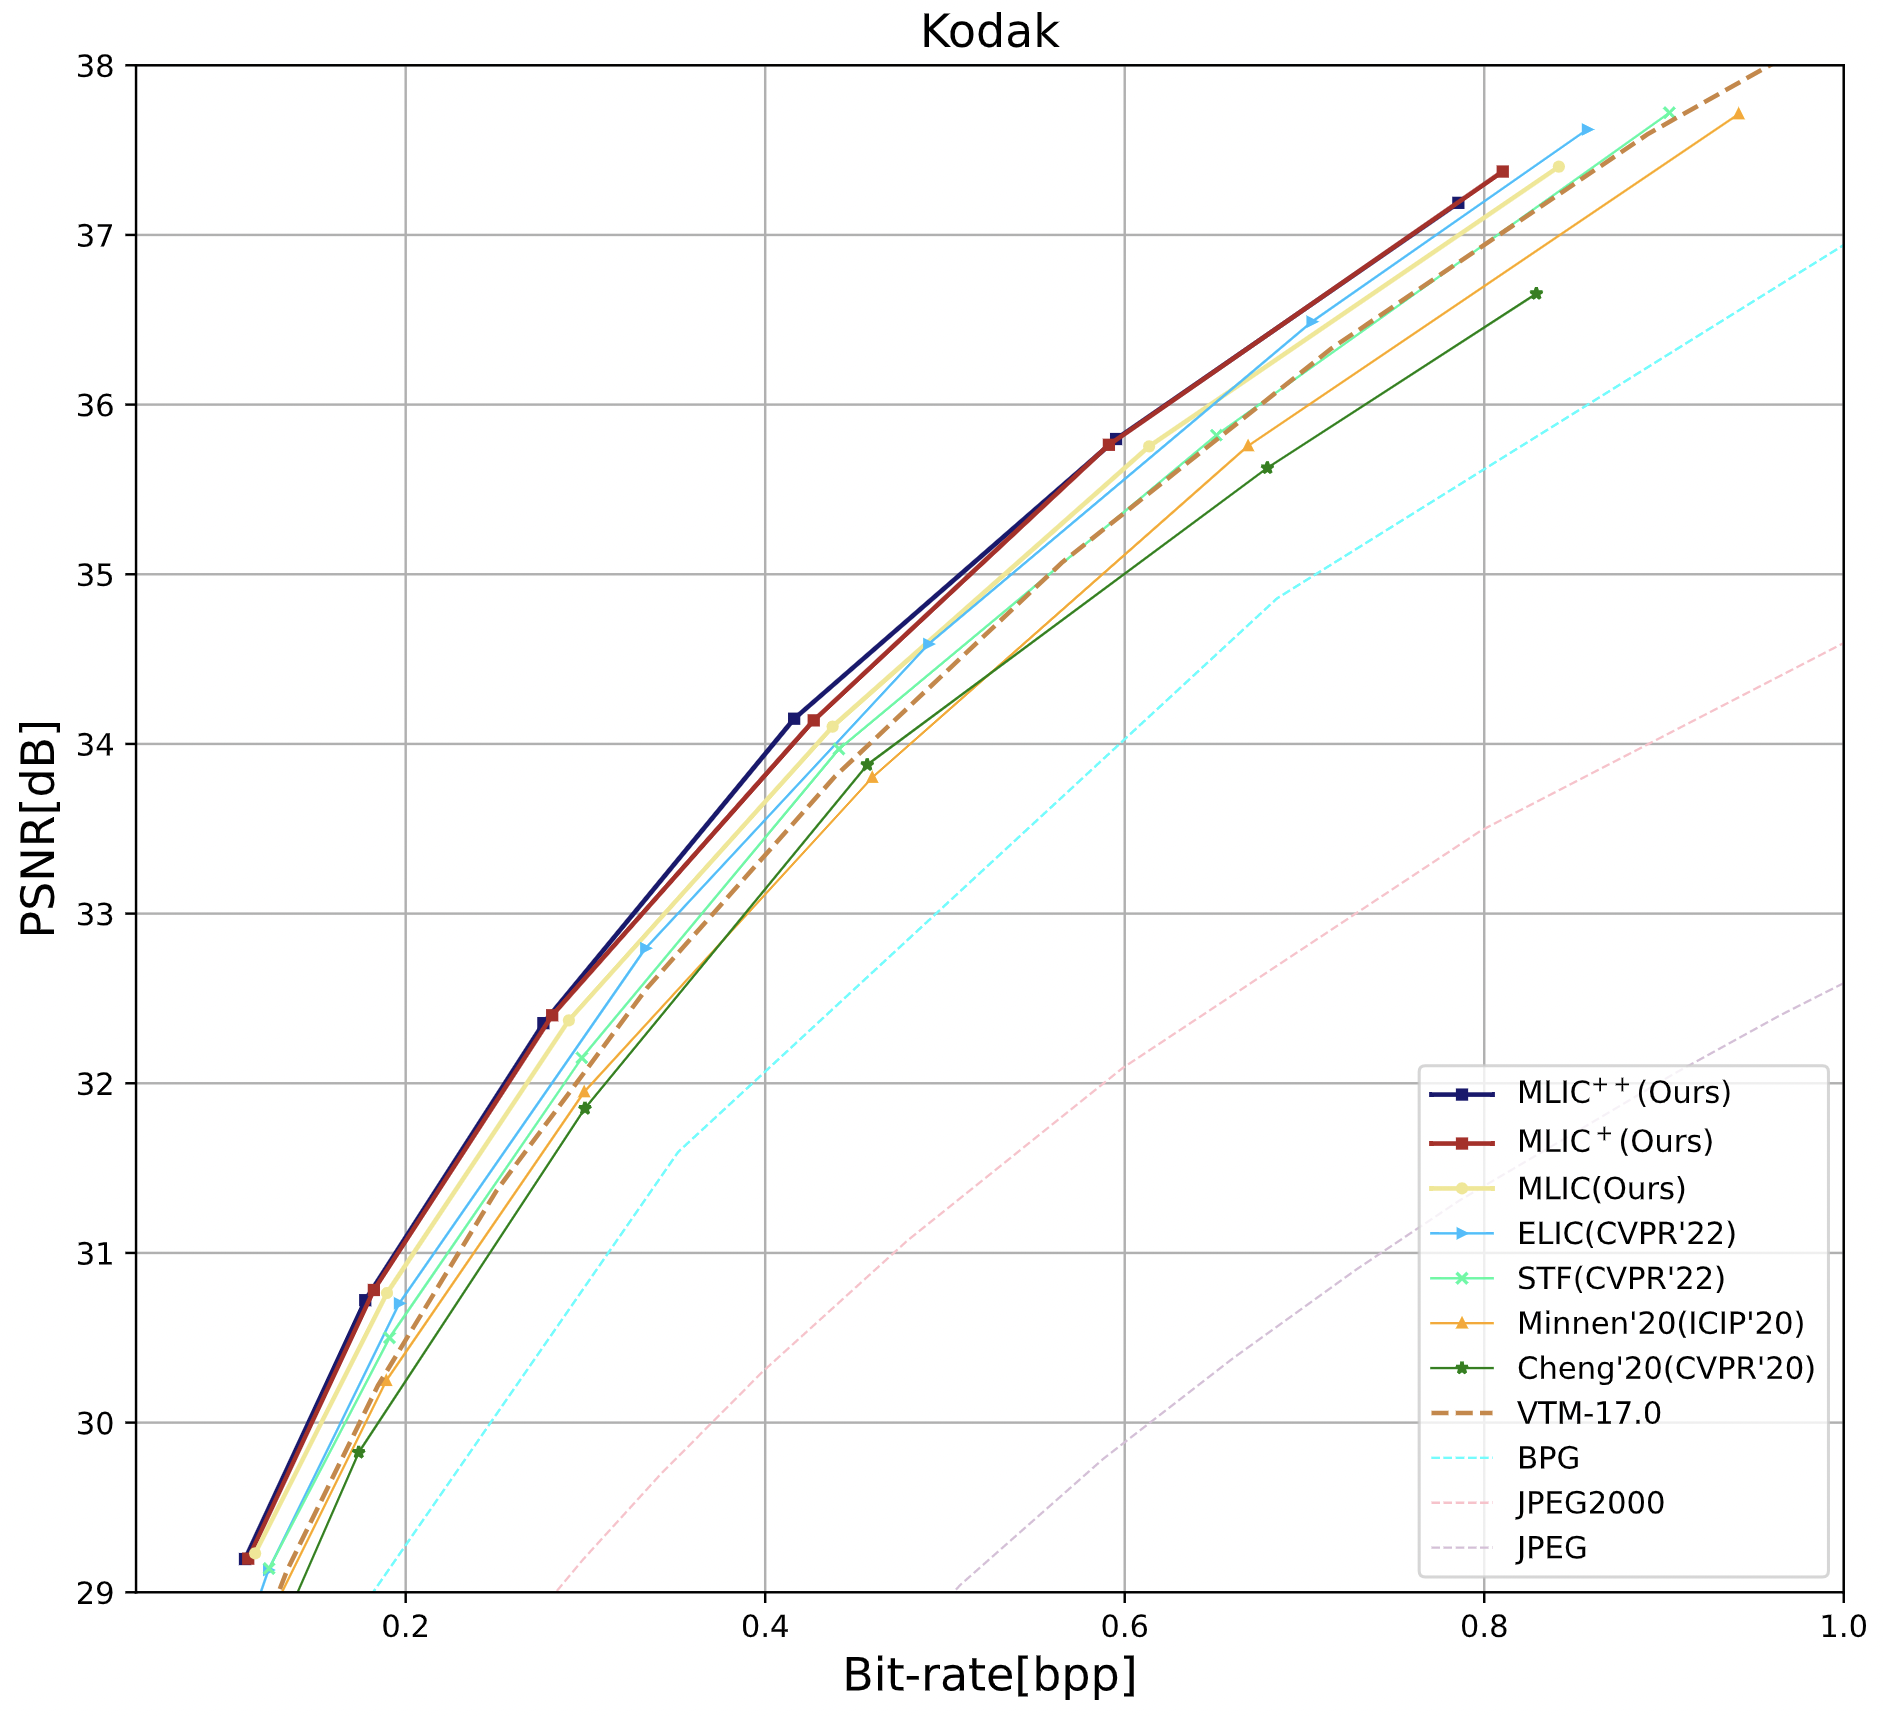 Kodak
PSNR[dB]
38
37
36
35
34
33
32
31
30
29
MLIC⁺⁺(Ours)
MLIC⁺(Ours)
MLIC(Ours)
ELIC(CVPR'22)
STF(CVPR'22)
Minnen'20(ICIP'20)
Cheng'20(CVPR'20)
VTM-17.0
BPG
JPEG2000
JPEG
0.2 0.4 0.6 0.8 1.0
Bit-rate[bpp]